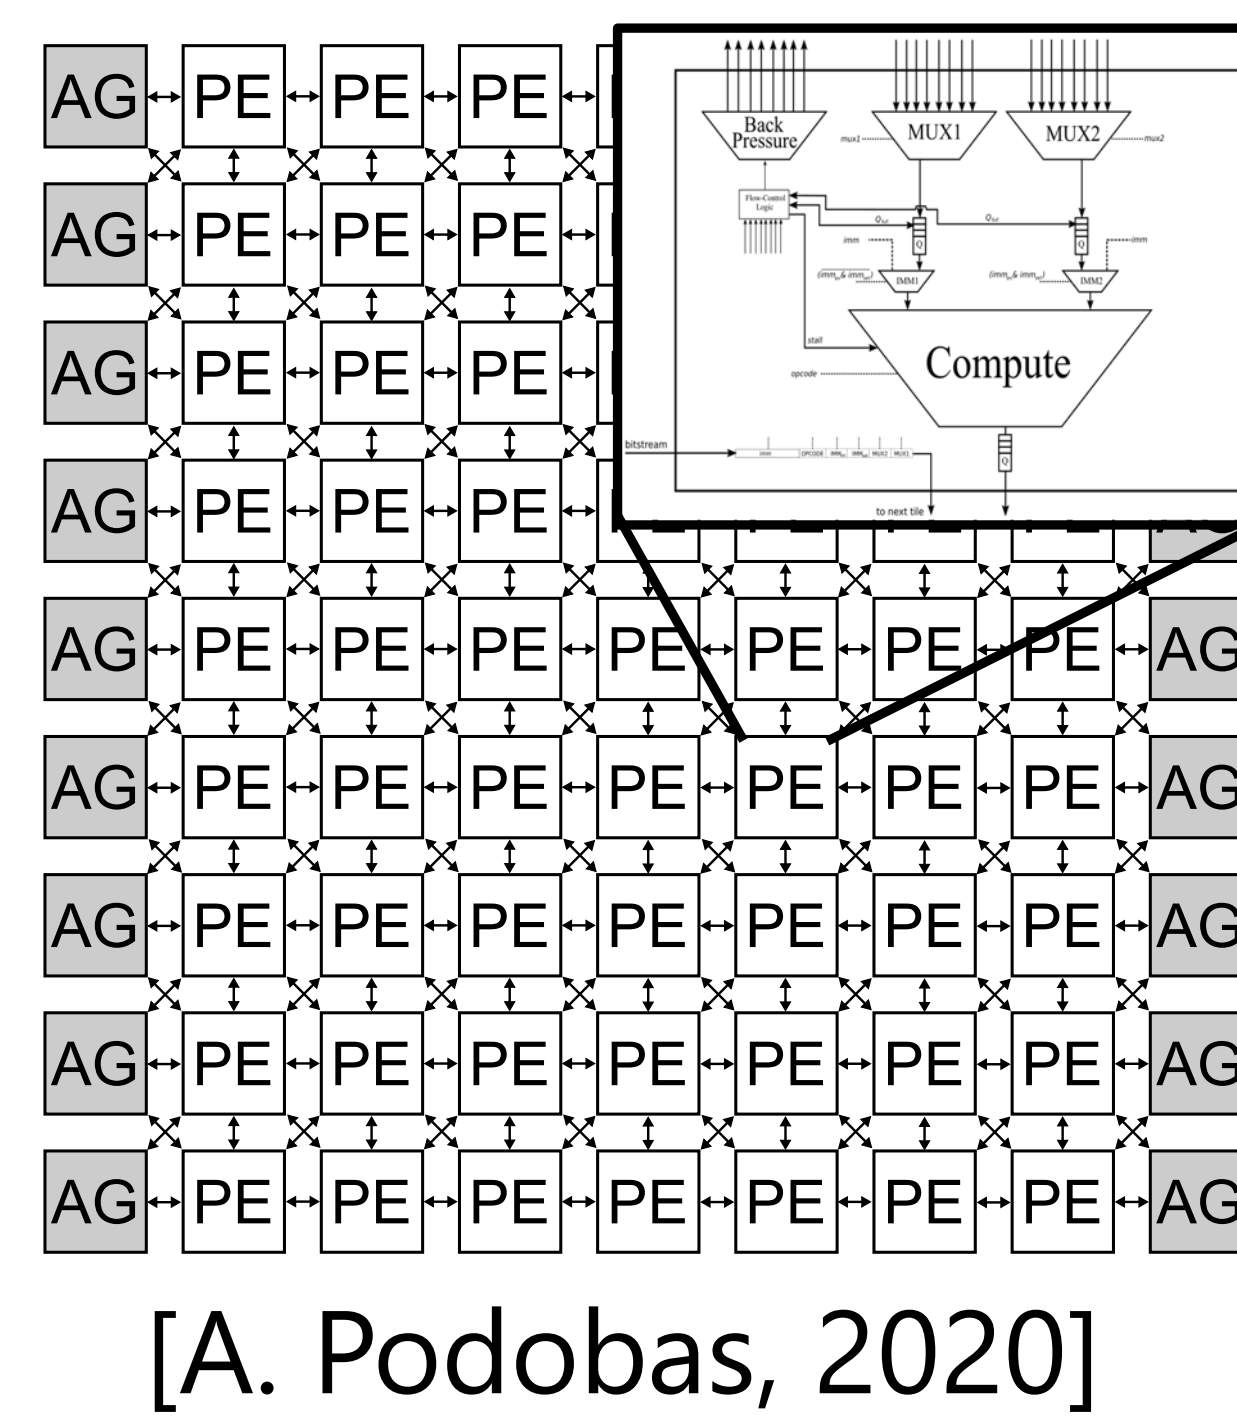 AG PE PE PE
AG PE PE PE
AG PE PE PE
AG PE PE PE
AG PE PE PE PE PE PE PE AG
AG PE PE PE PE PE PE PE AG
AG PE PE PE PE PE PE PE AG
AG PE PE PE PE PE PE PE AG
AG PE PE PE PE PE PE PE AG
Back
Pressure
mux1
MUX1
MUX2
mux2
Flow-Control
Logic
Qfull
Qfull
Q
Q
imm
imm
IMM1
IMM2
stall
Compute
opcode
bitstream
imm OPCODE MUX2 MUX1
Q
to next tile
[A. Podobas, 2020]